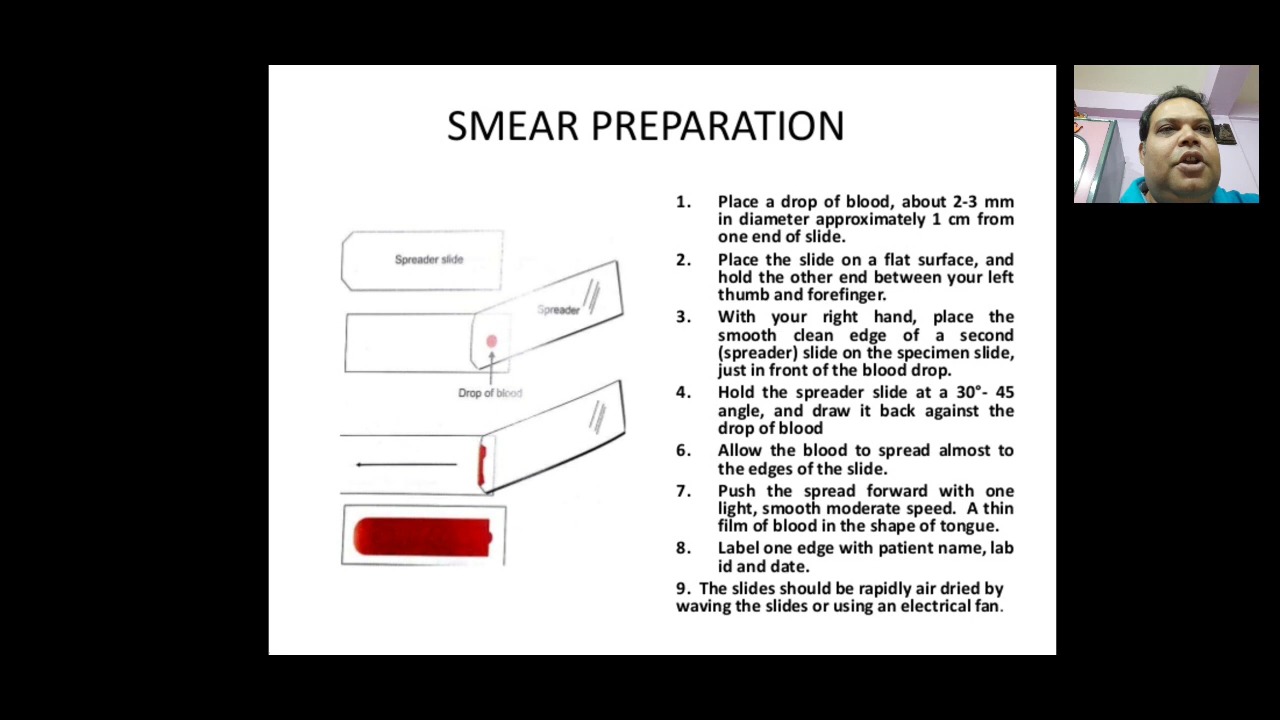 SMEAR PREPARATION
Spreader slide
Spreader
Drop of blood
1. Place a drop of blood, about 2-3 mm
in diameter approximately 1 cm from
one end of slide.
2. Place the slide on a flat surface, and
hold the other end between your left
thumb and forefinger.
3. With your right hand, place the
smooth clean edge of a second
(spreader) slide on the specimen slide,
just in front of the blood drop.
4. Hold the spreader slide at a 30°- 45
angle, and draw it back against the
drop of blood
6. Allow the blood to spread almost to
the edges of the slide.
7. Push the spread forward with one
light, smooth moderate speed. A thin
film of blood in the shape of tongue.
8. Label one edge with patient name, lab
id and date.
9. The slides should be rapidly air dried by
waving the slides or using an electrical fan.